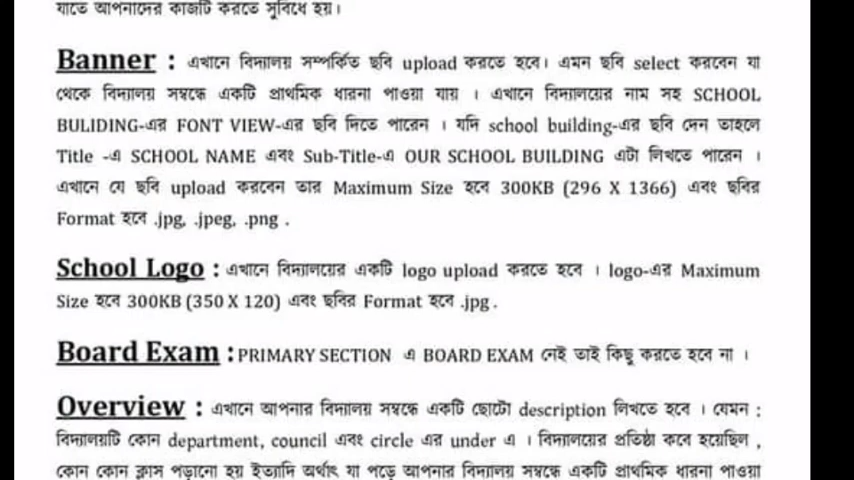 যাতে আপনাদের কাজটি করতে সুবিধে হয়।
Banner : এখানে বিদ্যালয় সম্পর্কিত ছবি upload করতে হবে। এমন ছবি select করবেন যা
থেকে বিদ্যালয় সম্বন্ধে একটি প্রাথমিক ধারনা পাওয়া যায় । এখানে বিদ্যালয়ের নাম সহ SCHOOL
BULIDING-এর FONT VIEW-এর ছবি দিতে পারেন । যদি school building-এর ছবি দেন তাহলে
Title -এ SCHOOL NAME এবং Sub-Title-এ OUR SCHOOL BUILDING এটা লিখতে পারেন ।
এখানে যে ছবি upload করবেন তার Maximum Size হবে 300KB (296 X 1366) এবং ছবির
Format হবে .jpg, .jpeg, .png .
School Logo : এখানে বিদ্যালয়ের একটি logo upload করতে হবে । logo-এর Maximum
Size হবে 300KB (350 X 120) এবং ছবির Format হবে .jpg .
Board Exam : PRIMARY SECTION এ BOARD EXAM নেই তাই কিছু করতে হবে না ।
Overview : এখানে আপনার বিদ্যালয় সম্বন্ধে একটি ছোটো description লিখতে হবে । যেমন :
বিদ্যালয়টি কোন department, council এবং circle এর under এ । বিদ্যালয়ের প্রতিষ্ঠা কবে হয়েছিল ,
কোন কোন ক্লাস পড়ানো হয় ইত্যাদি অর্থাৎ যা পড়ে আপনার বিদ্যালয় সম্বন্ধে একটি প্রাথমিক ধারনা পাওয়া